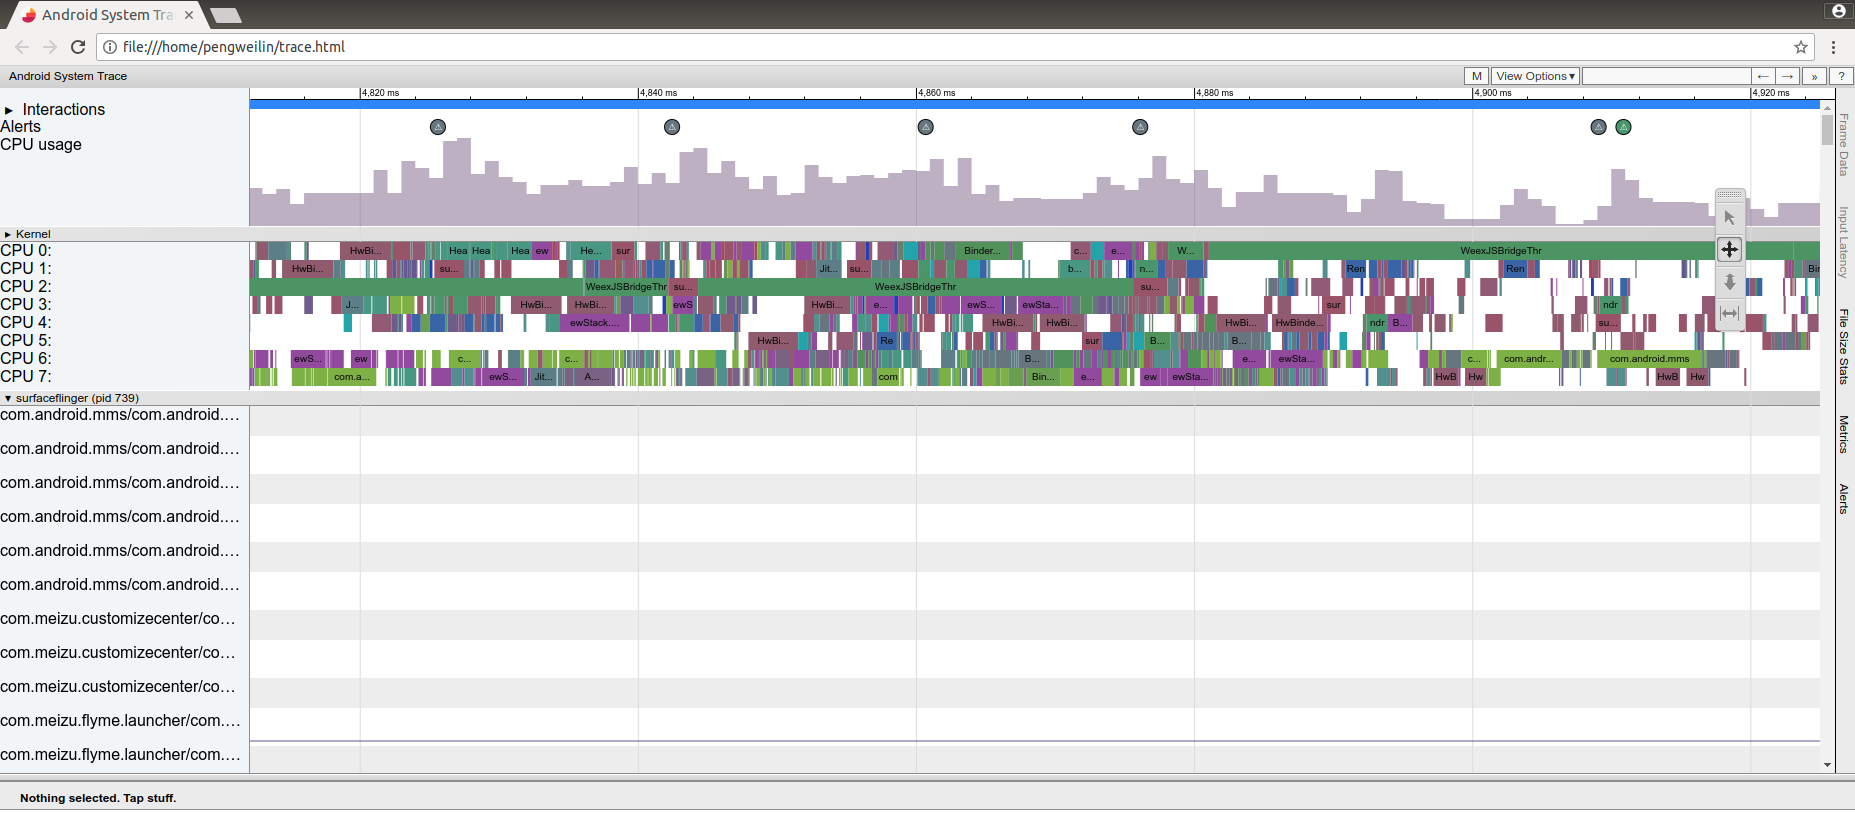 Android System Tra
file:///home/pengweilin/trace.html
Android System Trace
M View Options▾ ← → » ?
4,820 ms 4,840 ms 4,860 ms 4,880 ms 4,900 ms 4,920 ms
▸ Interactions
Alerts
CPU usage
▸ Kernel
CPU 0: HwBi... Hea Hea Hea ew He... sur Binder... c... e... W... WeexJSBridgeThr
CPU 1: HwBi... su... Jit... su... b... n... Ren Ren Bir
CPU 2: WeexJSBridgeThr su... WeexJSBridgeThr su...
CPU 3: J... HwBi... HwBi... ewS HwBi... e... ewS... ewSta... sur ndr
CPU 4: ewStack.... HwBi... HwBi... HwBi... HwBinde... ndr B... su...
CPU 5: HwBi... Re sur B... B...
CPU 6: ewS... ew c... c... B... e... ewSta... c... com.andr... com.android.mms
CPU 7: com.a... ewS... Jit... A... com Bin... e... ew ewSta... HwB Hw HwB Hw
▾ surfaceflinger (pid 739)
com.android.mms/com.android.…
com.android.mms/com.android.…
com.android.mms/com.android.…
com.android.mms/com.android.…
com.android.mms/com.android.…
com.android.mms/com.android.…
com.meizu.customizecenter/co…
com.meizu.customizecenter/co…
com.meizu.customizecenter/co…
com.meizu.flyme.launcher/com.…
com.meizu.flyme.launcher/com.…
Frame Data
Input Latency
File Size Stats
Metrics
Alerts
Nothing selected. Tap stuff.